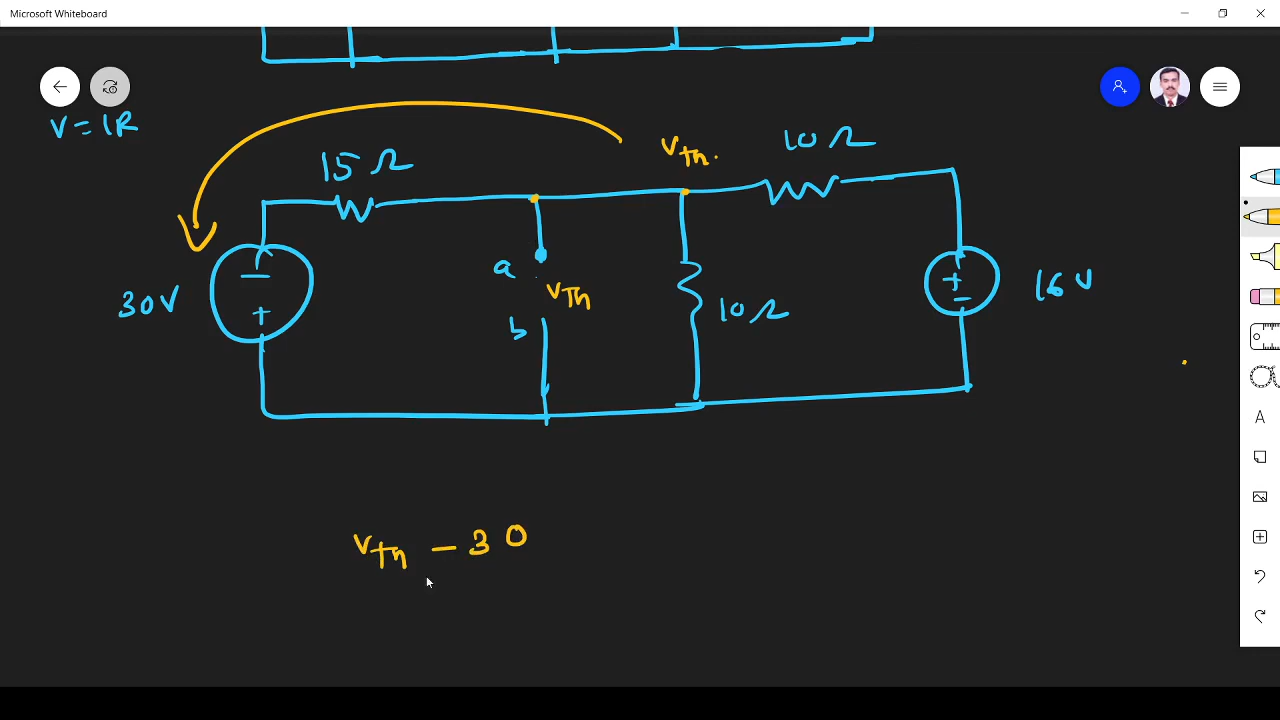 Microsoft Whiteboard
V = IR
15 Ω
VTh.
10 Ω
30V
−
+
a
VTh
b
10 Ω
+
−
16 V
VTh − 30
A